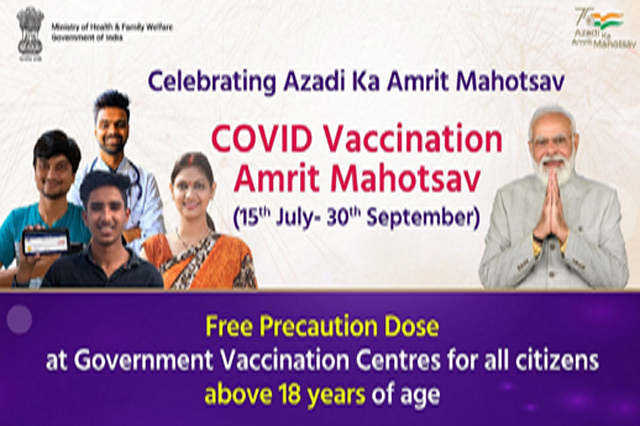 Ministry of Health & Family Welfare
Government of India
Azadi Ka
Amrit Mahotsav
Celebrating Azadi Ka Amrit Mahotsav
COVID Vaccination
Amrit Mahotsav
(15th July- 30th September)
Free Precaution Dose
at Government Vaccination Centres for all citizens
above 18 years of age